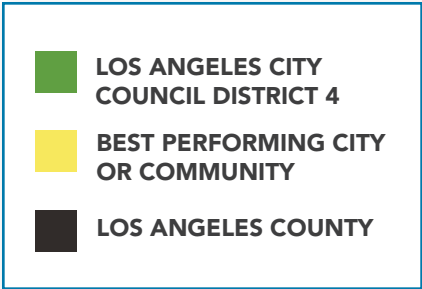 LOS ANGELES CITY
COUNCIL DISTRICT 4
BEST PERFORMING CITY
OR COMMUNITY
LOS ANGELES COUNTY